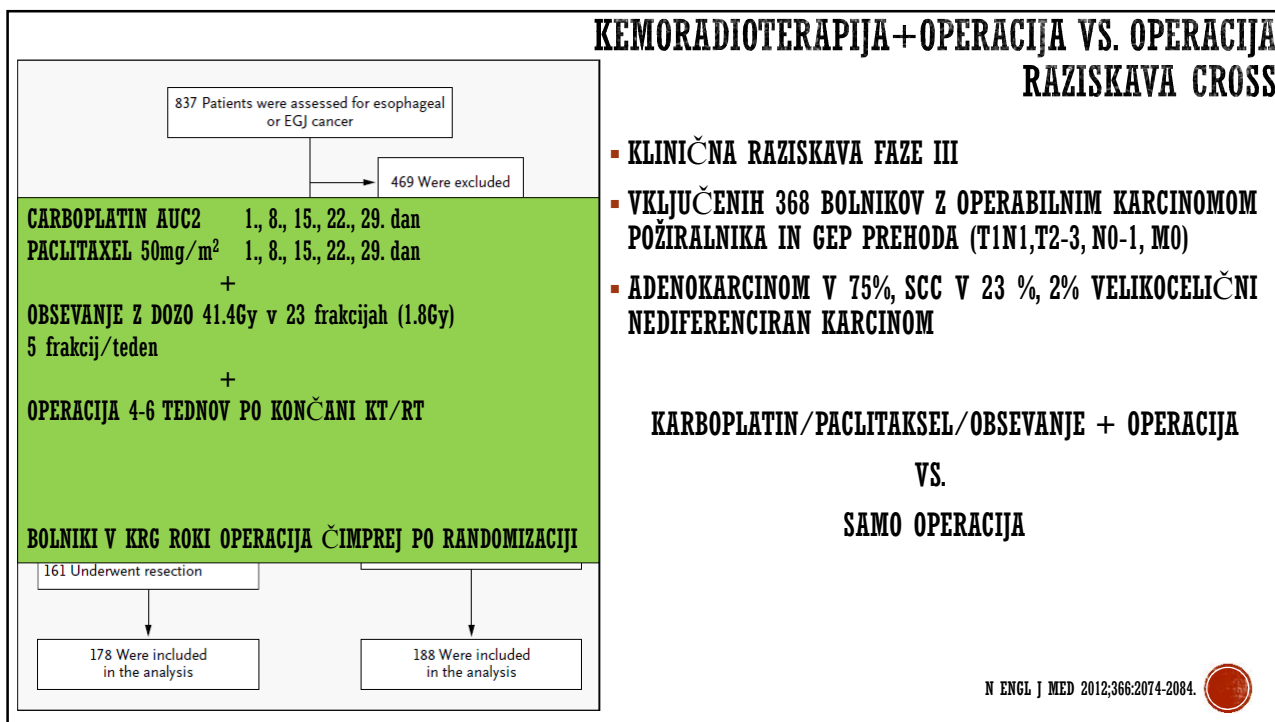 KEMORADIOTERAPIJA+OPERACIJA VS. OPERACIJA
RAZISKAVA CROSS
837 Patients were assessed for esophageal
or EGJ cancer
469 Were excluded
CARBOPLATIN AUC2 1., 8., 15., 22., 29. dan
PACLITAXEL 50mg/m² 1., 8., 15., 22., 29. dan
+
OBSEVANJE Z DOZO 41.4Gy v 23 frakcijah (1.8Gy)
5 frakcij/teden
+
OPERACIJA 4-6 TEDNOV PO KONČANI KT/RT
BOLNIKI V KRG ROKI OPERACIJA ČIMPREJ PO RANDOMIZACIJI
161 Underwent resection
178 Were included
in the analysis
188 Were included
in the analysis
▪ KLINIČNA RAZISKAVA FAZE III
▪ VKLJUČENIH 368 BOLNIKOV Z OPERABILNIM KARCINOMOM
POŽIRALNIKA IN GEP PREHODA (T1N1,T2-3, N0-1, M0)
▪ ADENOKARCINOM V 75%, SCC V 23 %, 2% VELIKOCELIČNI
NEDIFERENCIRAN KARCINOM
KARBOPLATIN/PACLITAKSEL/OBSEVANJE + OPERACIJA
VS.
SAMO OPERACIJA
N ENGL J MED 2012;366:2074-2084.